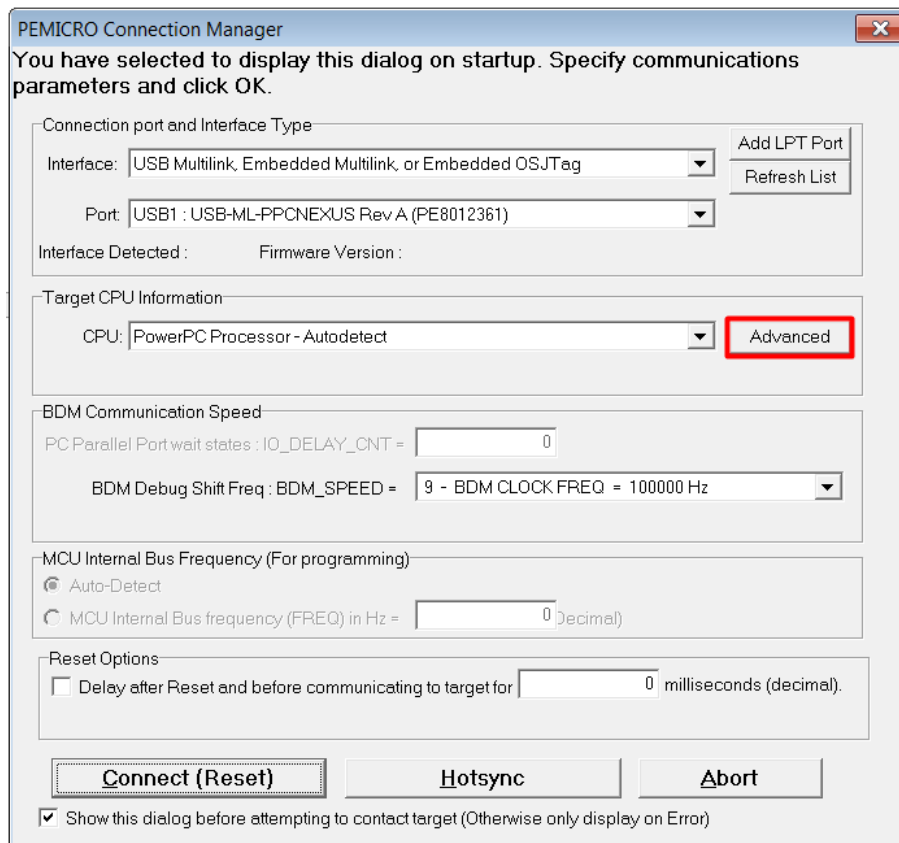 PEMICRO Connection Manager
You have selected to display this dialog on startup. Specify communications
parameters and click OK.
Connection port and Interface Type
Add LPT Port
Interface: USB Multilink, Embedded Multilink, or Embedded OSJTag
Refresh List
Port: USB1 : USB-ML-PPCNEXUS Rev A (PE8012361)
Interface Detected : Firmware Version :
Target CPU Information
CPU: PowerPC Processor - Autodetect Advanced
BDM Communication Speed
PC Parallel Port wait states : IO_DELAY_CNT = 0
BDM Debug Shift Freq : BDM_SPEED = 9 - BDM CLOCK FREQ = 100000 Hz
MCU Internal Bus Frequency (For programming)
Auto-Detect
MCU Internal Bus frequency (FREQ) in Hz = 0 Decimal)
Reset Options
Delay after Reset and before communicating to target for 0 milliseconds (decimal).
Connect (Reset) Hotsync Abort
Show this dialog before attempting to contact target (Otherwise only display on Error)